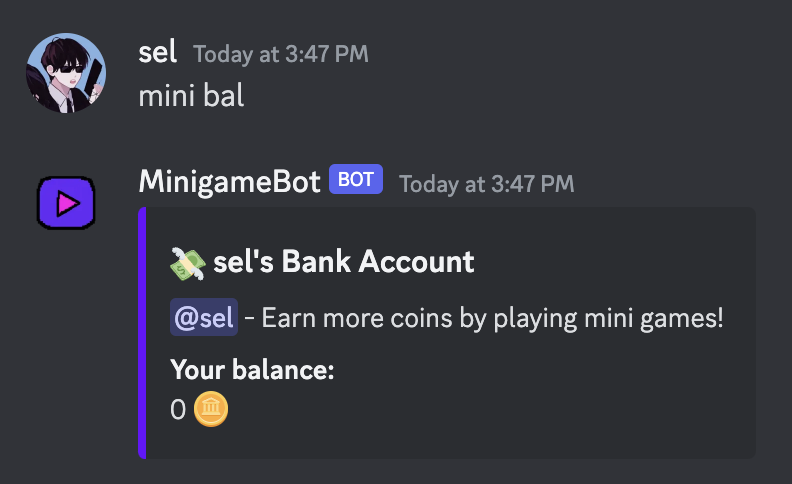 sel Today at 3:47 PM
mini bal
MinigameBot BOT Today at 3:47 PM
sel's Bank Account
@sel - Earn more coins by playing mini games!
Your balance:
0